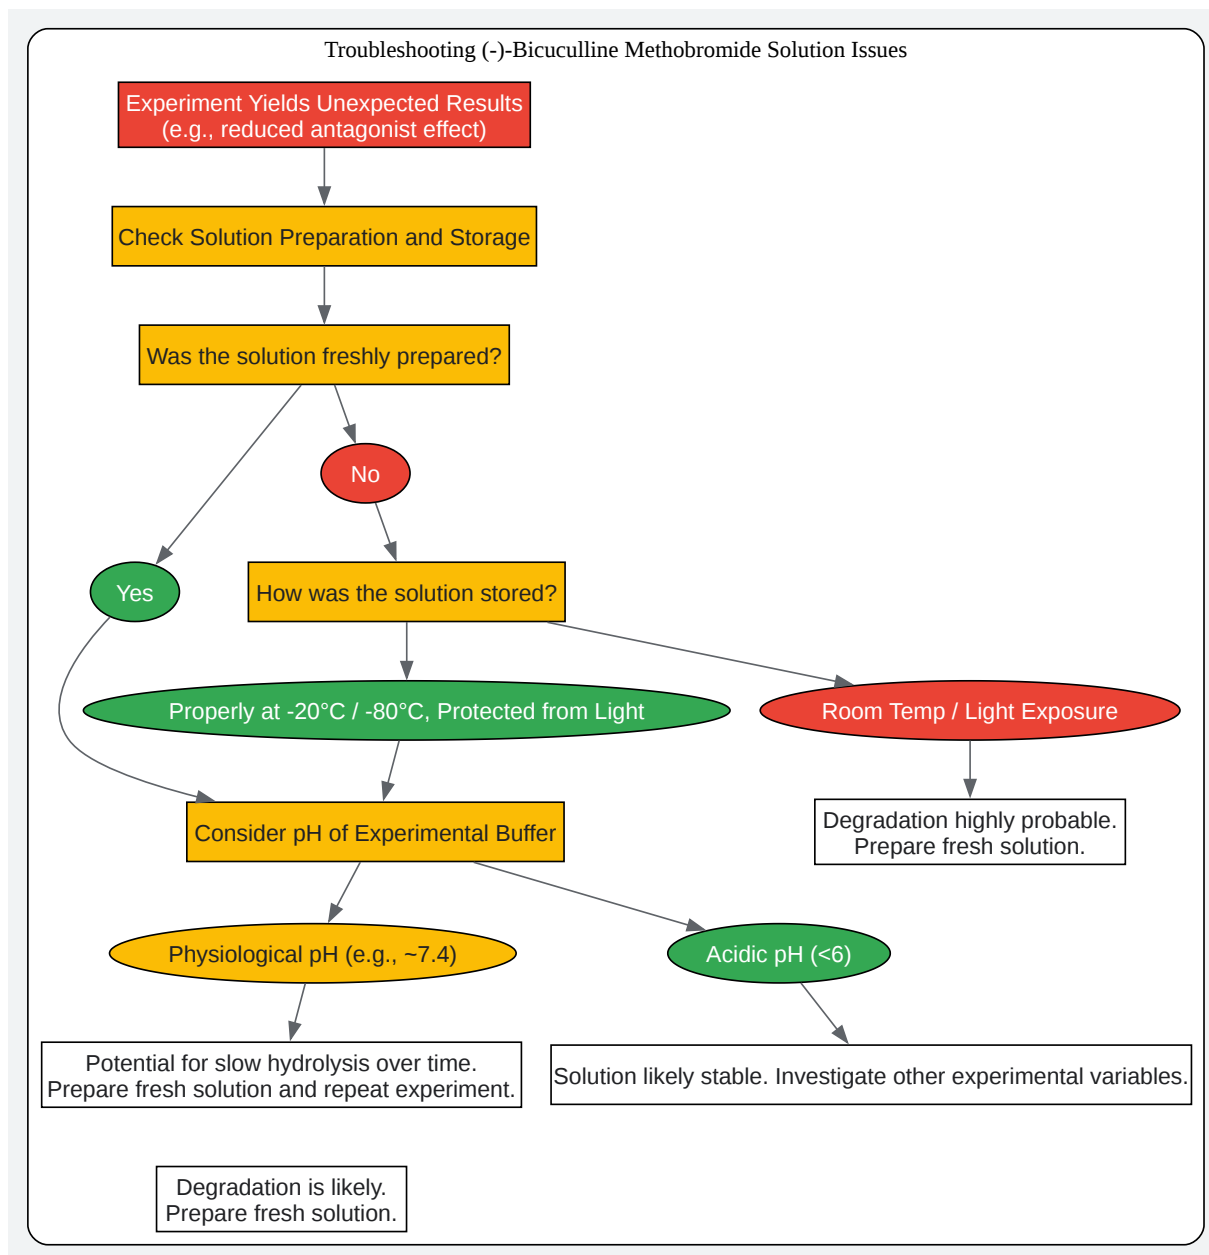 Troubleshooting (-)-Bicuculline Methobromide Solution Issues
Experiment Yields Unexpected Results
(e.g., reduced antagonist effect)
Check Solution Preparation and Storage
Was the solution freshly prepared?
No
Yes
How was the solution stored?
Properly at -20°C / -80°C, Protected from Light
Room Temp / Light Exposure
Degradation highly probable.
Prepare fresh solution.
Consider pH of Experimental Buffer
Physiological pH (e.g., ~7.4)
Acidic pH (<6)
Potential for slow hydrolysis over time.
Prepare fresh solution and repeat experiment.
Solution likely stable. Investigate other experimental variables.
Degradation is likely.
Prepare fresh solution.